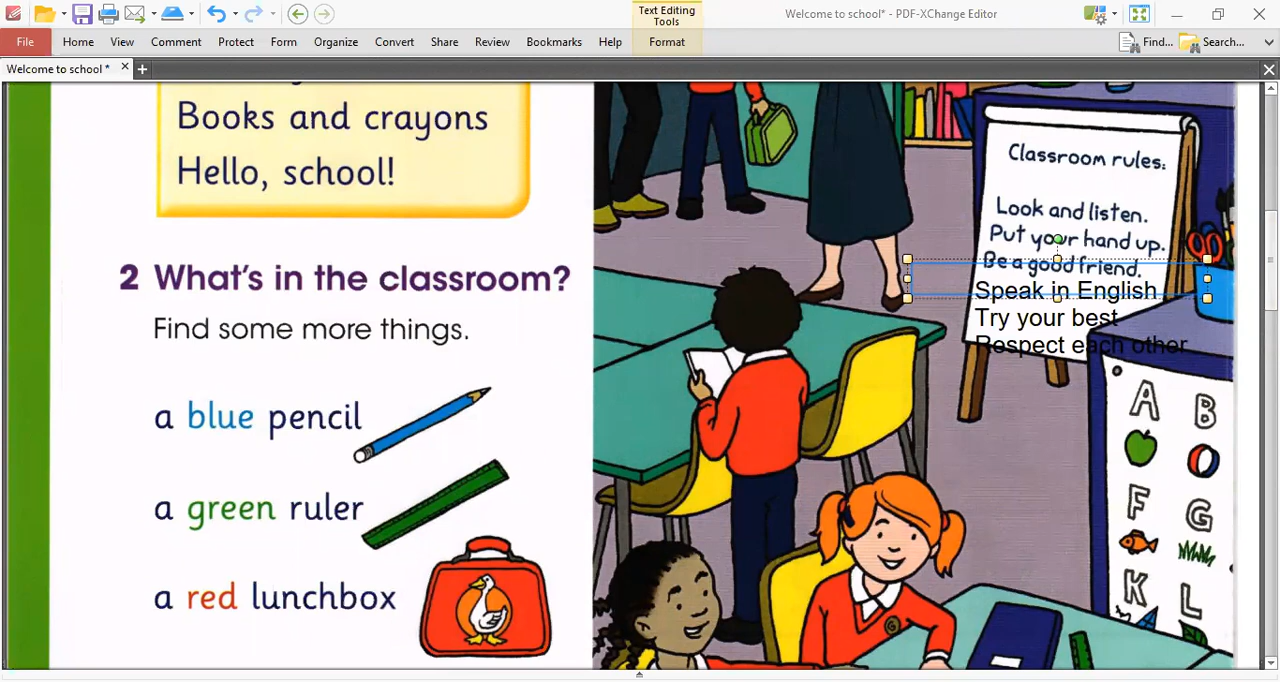 Text Editing
Tools
Welcome to school* - PDF-XChange Editor
File Home View Comment Protect Form Organize Convert Share Review Bookmarks Help Format Find... Search...
Welcome to school *
Books and crayons
Hello, school!
2 What's in the classroom?
Find some more things.
a blue pencil
a green ruler
a red lunchbox
Classroom rules:
Look and listen.
Put your hand up.
Be a good friend.
Speak in English
Try your best
Respect each other
A B
F G
K L
G